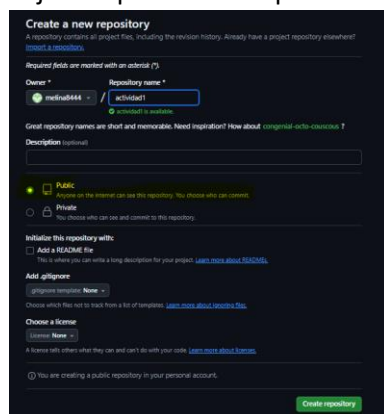 Create a new repository
A repository contains all project files, including the revision history. Already have a project repository elsewhere?
Import a repository.
Required fields are marked with an asterisk (*).
Owner *
Repository name *
melina8444
/
actividad1
actividad1 is available.
Great repository names are short and memorable. Need inspiration? How about congenial-octo-couscous ?
Description (optional)
Public
Anyone on the internet can see this repository. You choose who can commit.
Private
You choose who can see and commit to this repository.
Initialize this repository with:
Add a README file
This is where you can write a long description for your project. Learn more about READMEs.
Add .gitignore
.gitignore template: None
Choose which files not to track from a list of templates. Learn more about ignoring files.
Choose a license
License: None
A license tells others what they can and can't do with your code. Learn more about licenses.
You are creating a public repository in your personal account.
Create repository